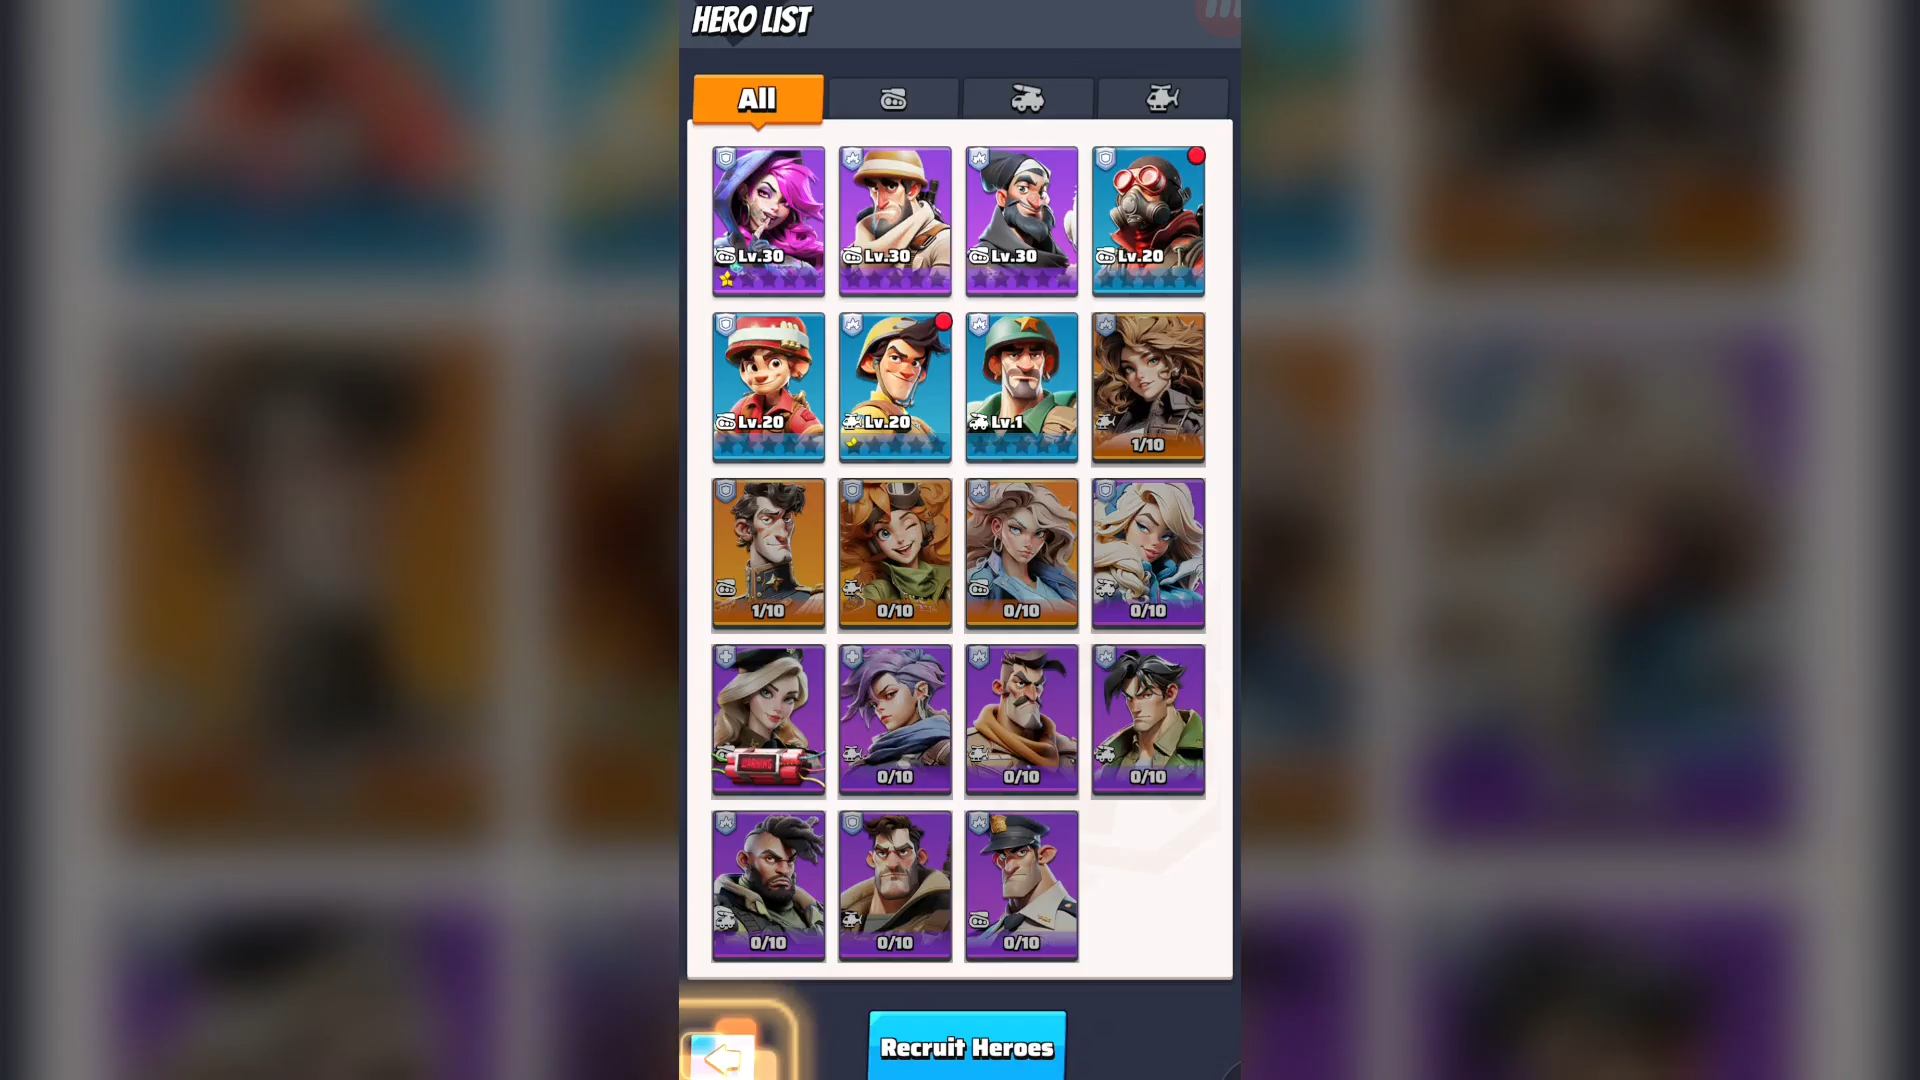 HERO LIST
All
Lv.30 Lv.30 Lv.30 Lv.20
Lv.20 Lv.20 Lv.1 1/10
1/10 0/10 0/10 0/10
WARNING 0/10 0/10 0/10
0/10 0/10 0/10
Recruit Heroes